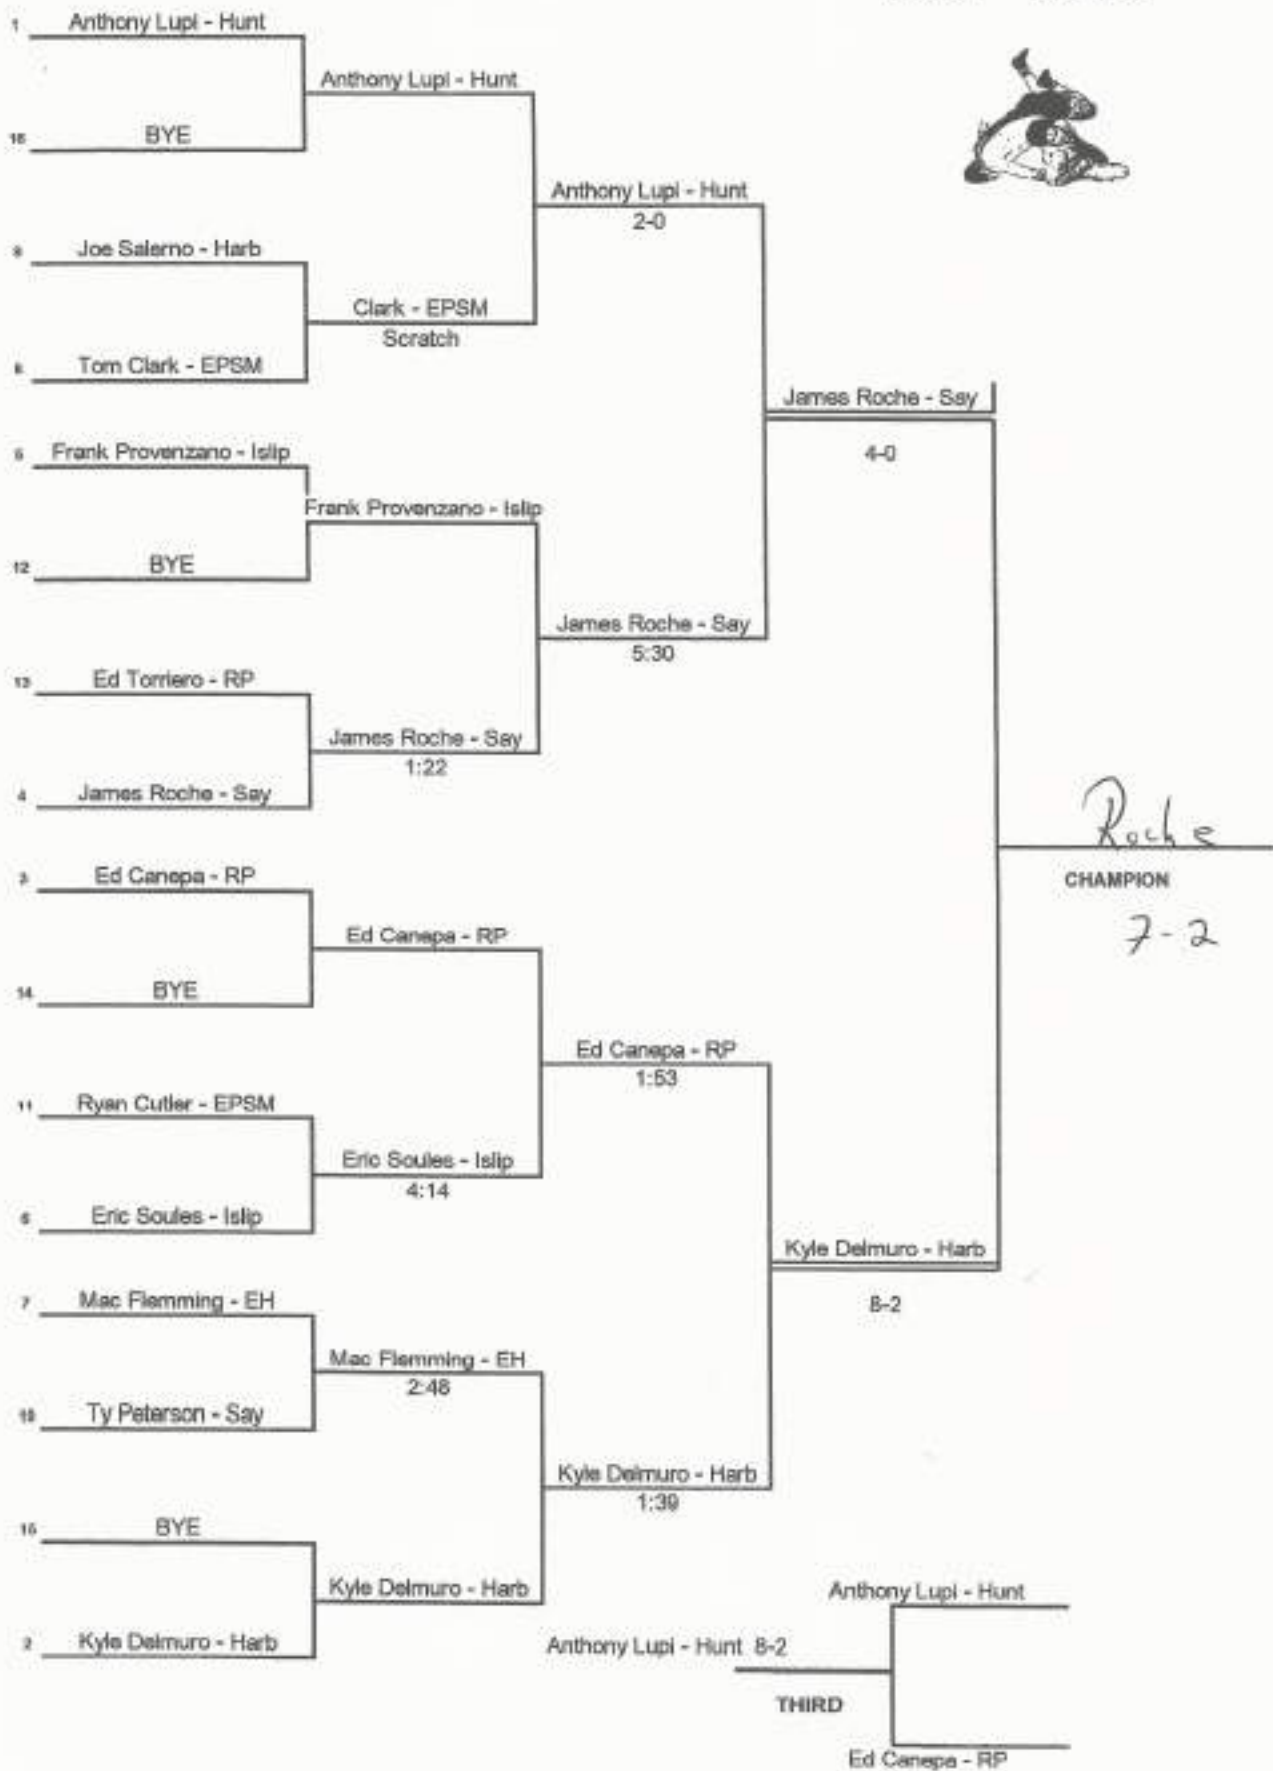 1 Anthony Lupi - Hunt
Anthony Lupi - Hunt
16 BYE
Anthony Lupi - Hunt
2-0
Joe Salerno - Harb
Clark - EPSM
Scratch
Tom Clark - EPSM
James Roche - Say
4-0
5 Frank Provenzano - Islip
Frank Provenzano - Islip
12 BYE
James Roche - Say
5:30
13 Ed Torriero - RP
James Roche - Say
1:22
4 James Roche - Say
Roche
CHAMPION
7-2
3 Ed Canepa - RP
Ed Canepa - RP
14 BYE
Ed Canepa - RP
1:53
11 Ryan Cutler - EPSM
Eric Soules - Islip
4:14
6 Eric Soules - Islip
Kyle Delmuro - Harb
8-2
7 Mac Flemming - EH
Mac Flemming - EH
2:48
Ty Peterson - Say
Kyle Delmuro - Harb
1:39
15 BYE
Kyle Delmuro - Harb
2 Kyle Delmuro - Harb
Anthony Lupi - Hunt
Anthony Lupi - Hunt 8-2
THIRD
Ed Canepa - RP